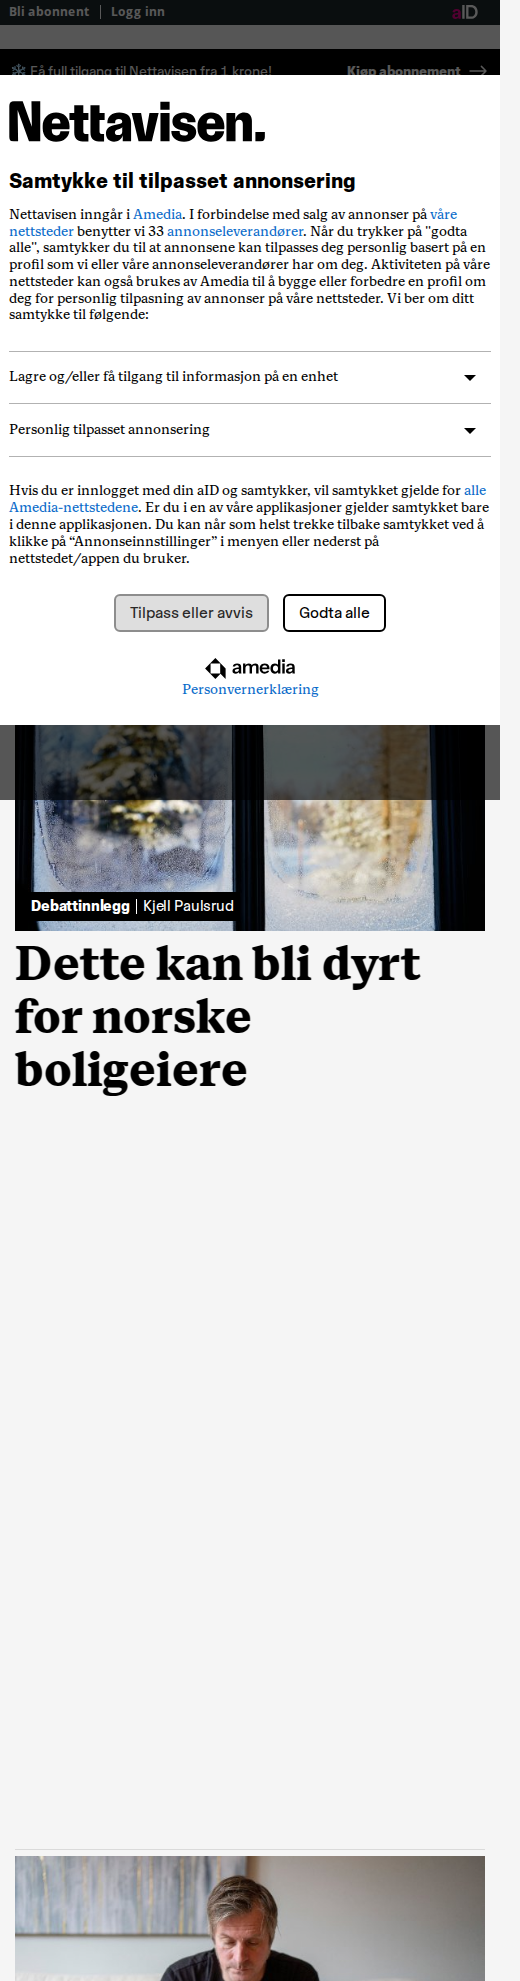 Bli abonnent | Logg inn
aID
Få full tilgang til Nettavisen fra 1 krone!
Kjøp abonnement →
Nettavisen.
Samtykke til tilpasset annonsering
Nettavisen inngår i Amedia. I forbindelse med salg av annonser på våre
nettsteder benytter vi 33 annonseleverandører. Når du trykker på "godta
alle", samtykker du til at annonsene kan tilpasses deg personlig basert på en
profil som vi eller våre annonseleverandører har om deg. Aktiviteten på våre
nettsteder kan også brukes av Amedia til å bygge eller forbedre en profil om
deg for personlig tilpasning av annonser på våre nettsteder. Vi ber om ditt
samtykke til følgende:
Lagre og/eller få tilgang til informasjon på en enhet
Personlig tilpasset annonsering
Hvis du er innlogget med din aID og samtykker, vil samtykket gjelde for alle
Amedia-nettstedene. Er du i en av våre applikasjoner gjelder samtykket bare
i denne applikasjonen. Du kan når som helst trekke tilbake samtykket ved å
klikke på “Annonseinnstillinger” i menyen eller nederst på
nettstedet/appen du bruker.
Tilpass eller avvis
Godta alle
amedia
Personvernerklæring
Debattinnlegg | Kjell Paulsrud
Dette kan bli dyrt
for norske
boligeiere